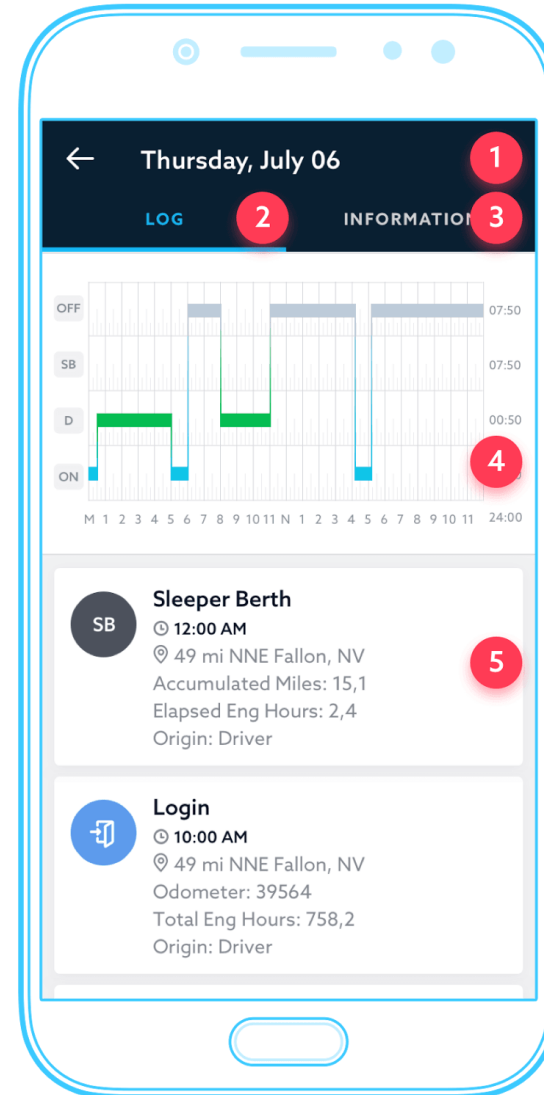 Thursday, July 06
1
LOG
2
INFORMATION
3
OFF
07:50
SB
07:50
D
00:50
ON
4
M 1 2 3 4 5 6 7 8 9 10 11 N 1 2 3 4 5 6 7 8 9 10 11
24:00
SB
Sleeper Berth
12:00 AM
49 mi NNE Fallon, NV
5
Accumulated Miles: 15,1
Elapsed Eng Hours: 2,4
Origin: Driver
Login
10:00 AM
49 mi NNE Fallon, NV
Odometer: 39564
Total Eng Hours: 758,2
Origin: Driver